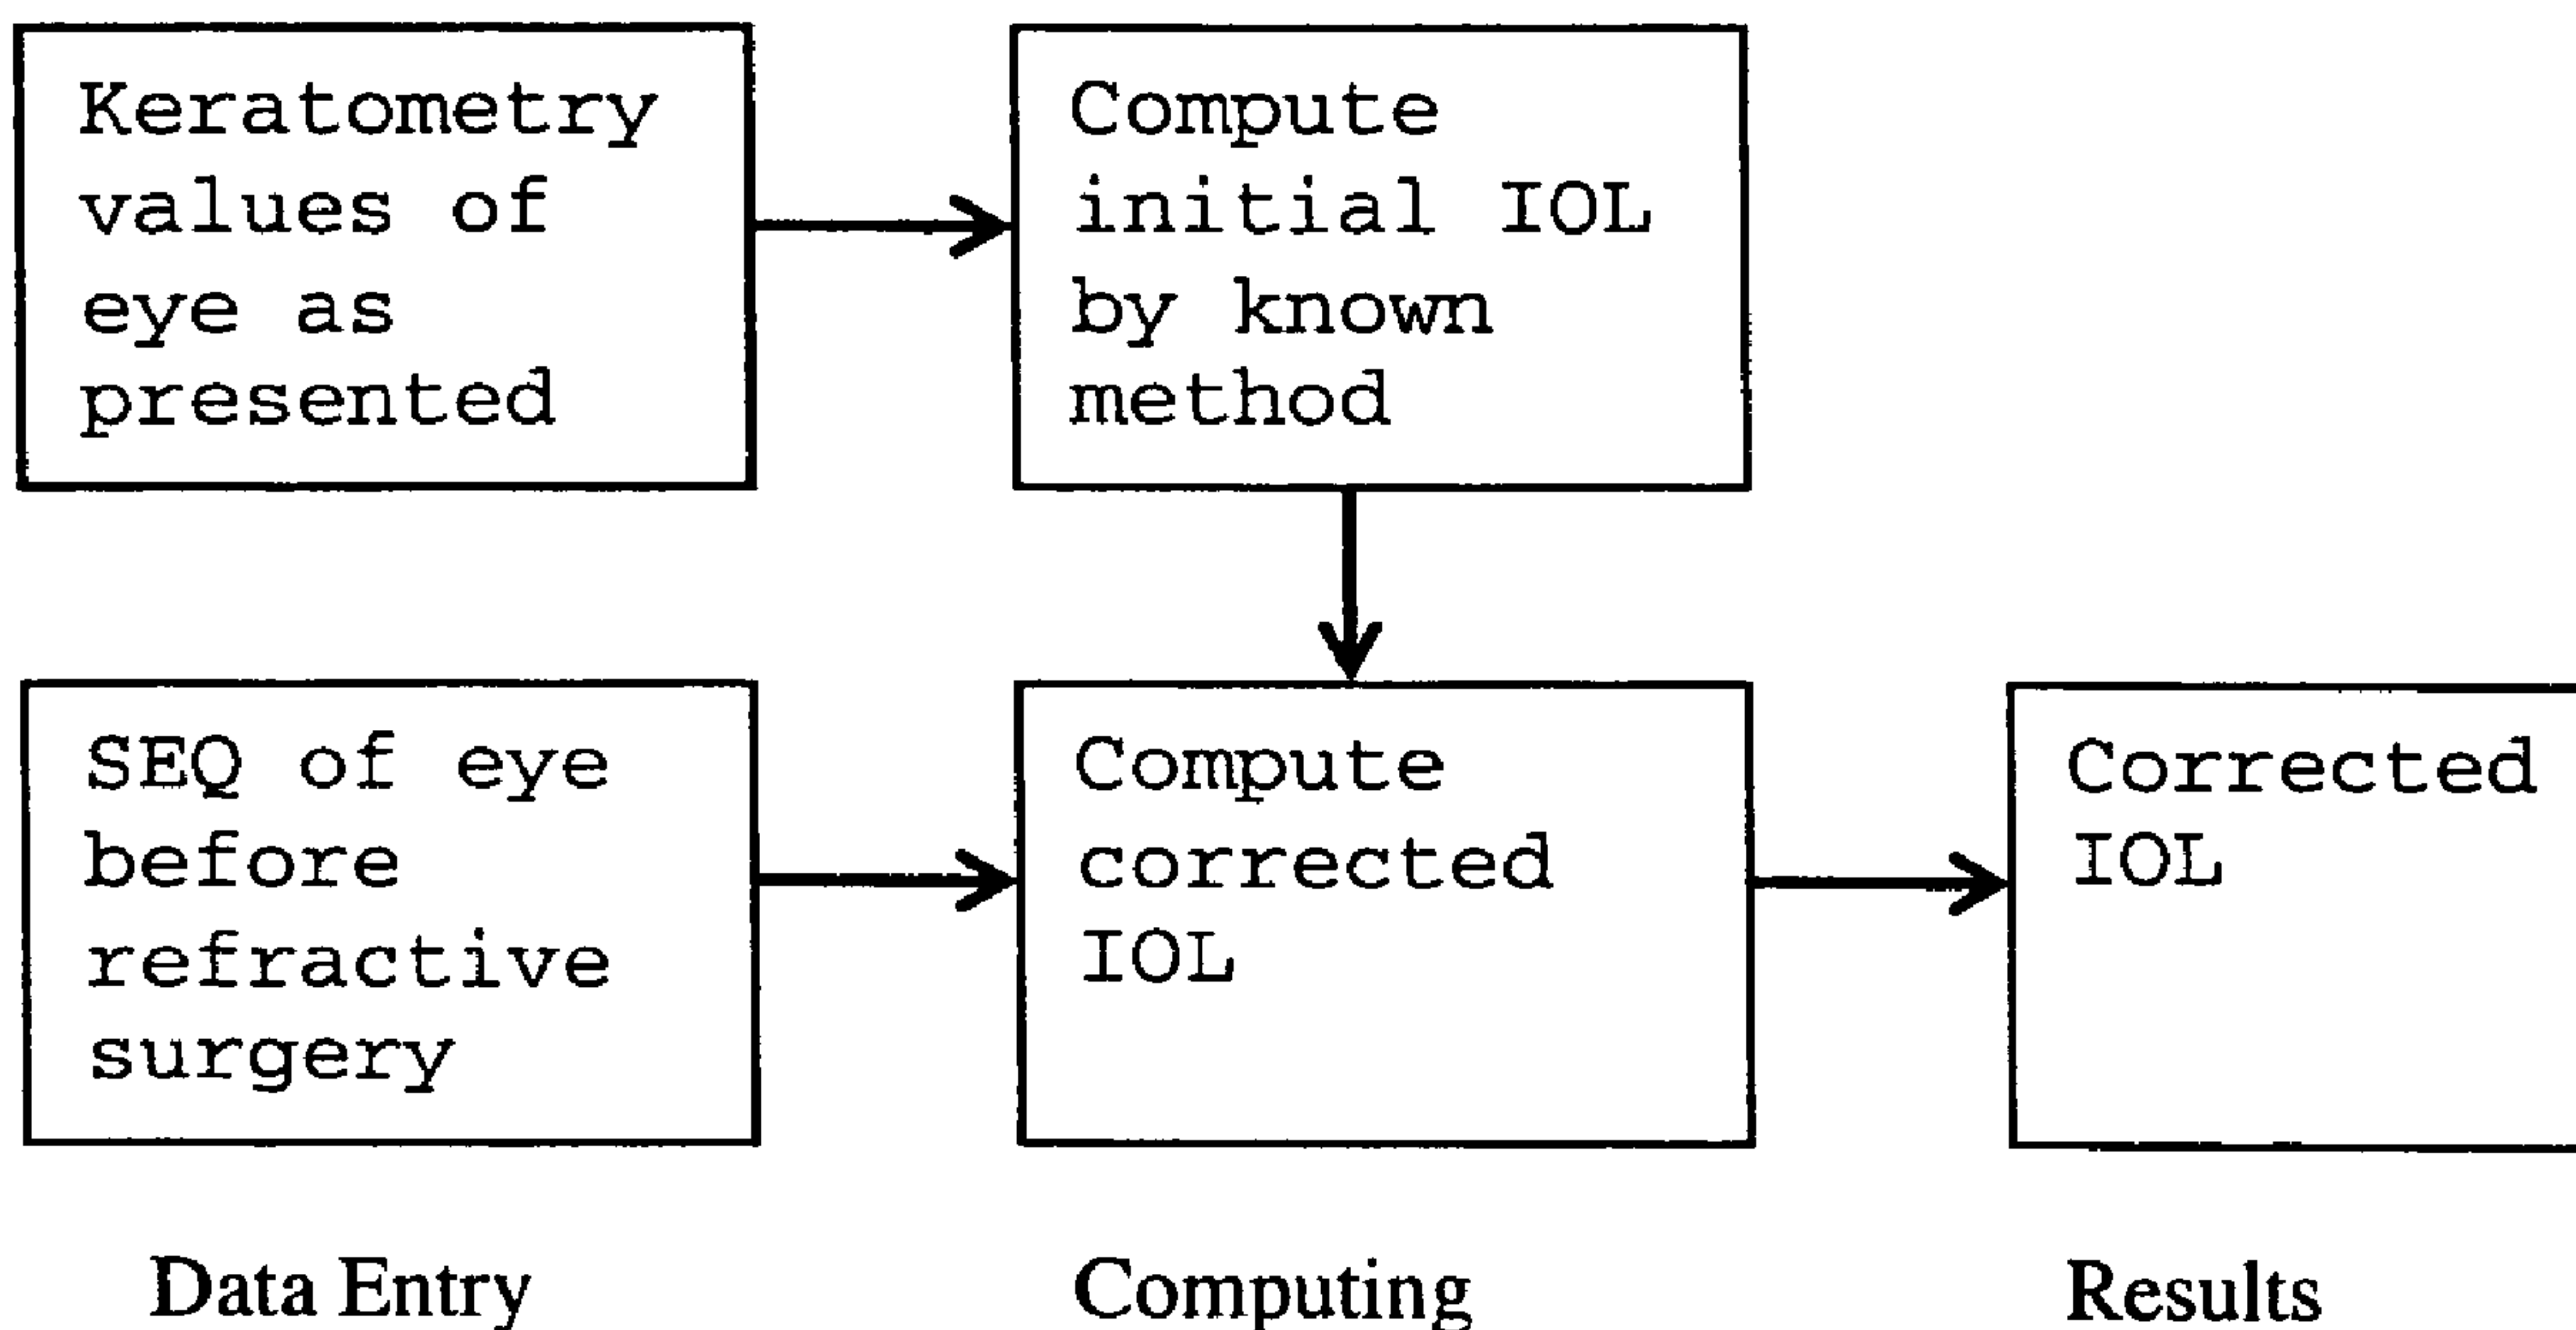 Keratometry
values of
eye as
presented
Compute
initial IOL
by known
method
SEQ of eye
before
refractive
surgery
Compute
corrected
IOL
Corrected
IOL
Data Entry
Computing
Results